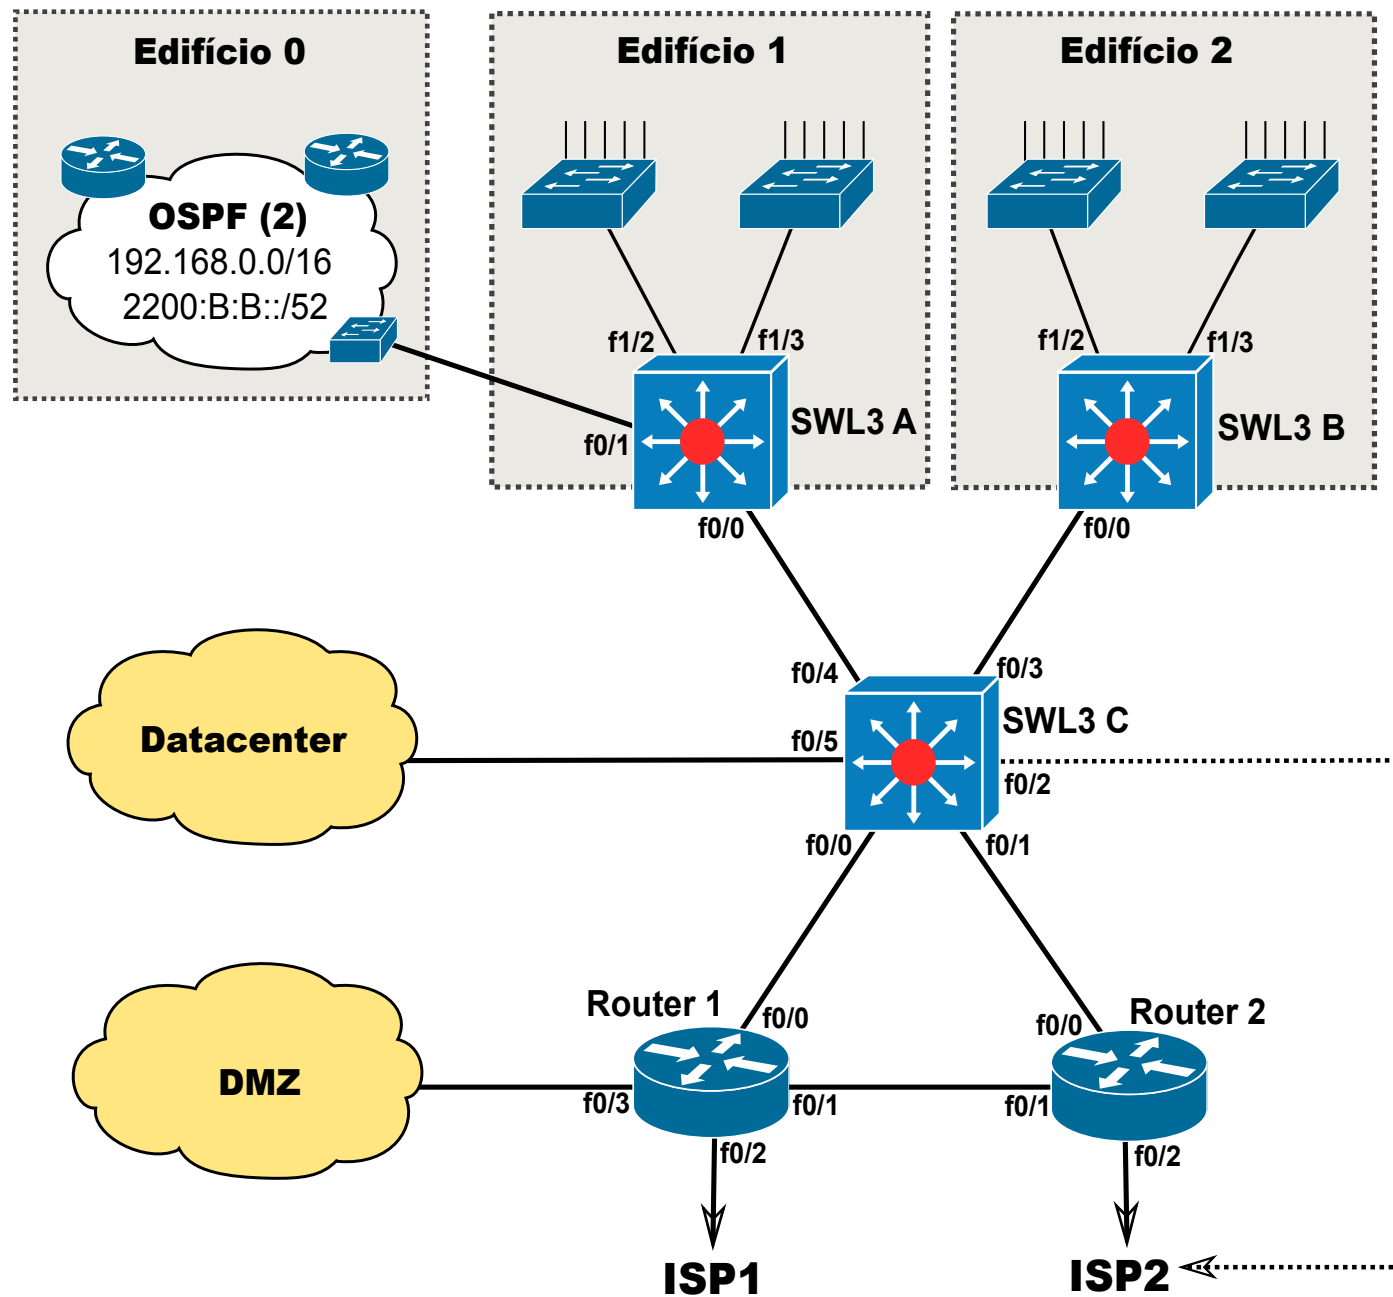 Edifício 0
Edifício 1
Edifício 2
OSPF (2)
192.168.0.0/16
2200:B:B::/52
f1/2
f1/3
f1/2
f1/3
SWL3 A
SWL3 B
f0/1
f0/0
f0/0
f0/4
f0/3
SWL3 C
Datacenter
f0/5
f0/2
f0/0
f0/1
Router 1
Router 2
f0/0
f0/0
DMZ
f0/3
f0/1
f0/1
f0/2
f0/2
ISP1
ISP2